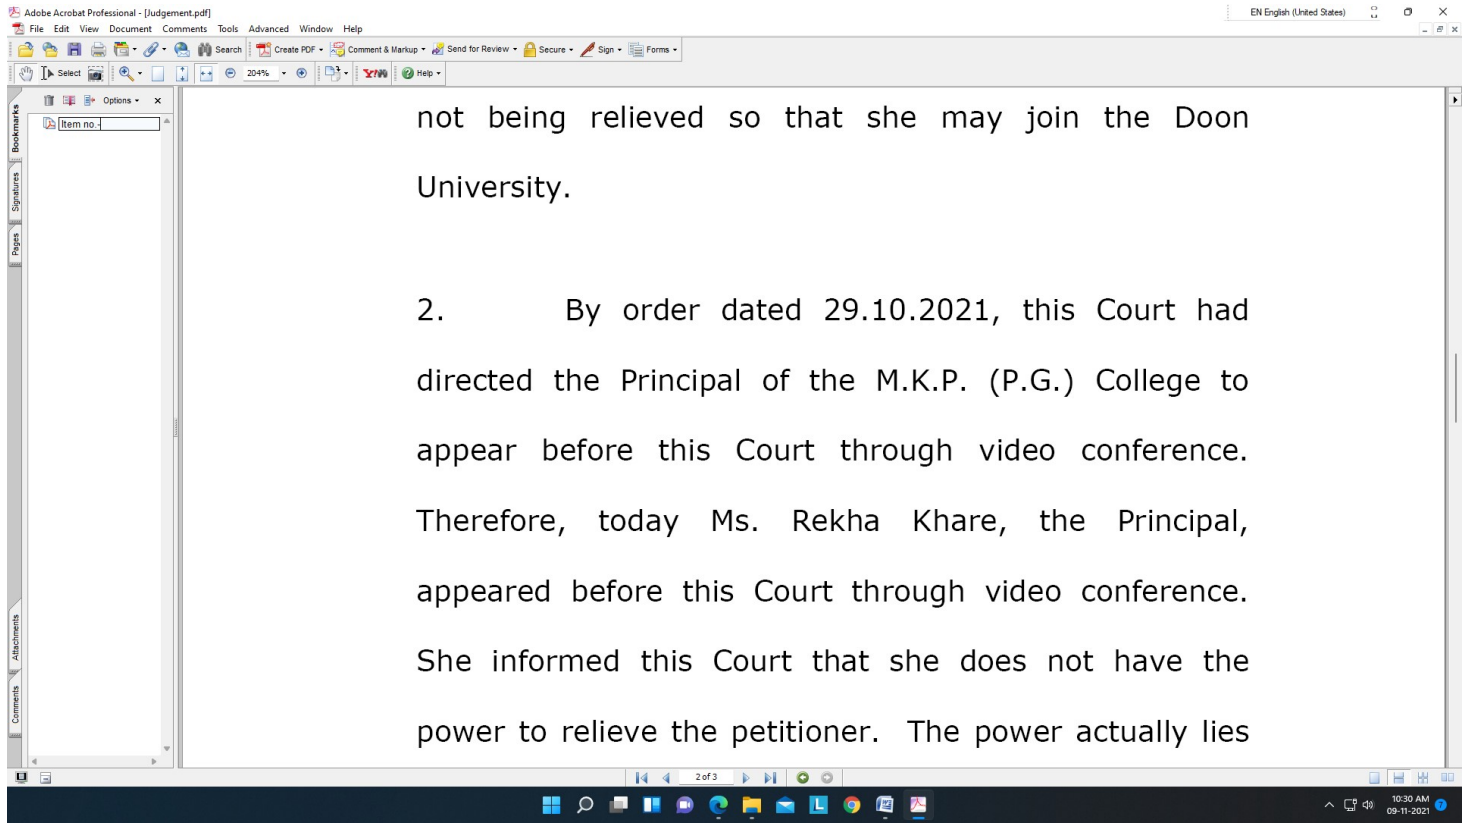 Adobe Acrobat Professional - [Judgement.pdf]
EN English (United States)
File Edit View Document Comments Tools Advanced Window Help
Search Create PDF Comment & Markup Send for Review Secure Sign Forms
Select 204% Y! Help
Options
Bookmarks
Item no.-
Signatures
Pages
Attachments
Comments
not being relieved so that she may join the Doon
University.
2. By order dated 29.10.2021, this Court had
directed the Principal of the M.K.P. (P.G.) College to
appear before this Court through video conference.
Therefore, today Ms. Rekha Khare, the Principal,
appeared before this Court through video conference.
She informed this Court that she does not have the
power to relieve the petitioner. The power actually lies
2 of 3
10:30 AM
09-11-2021